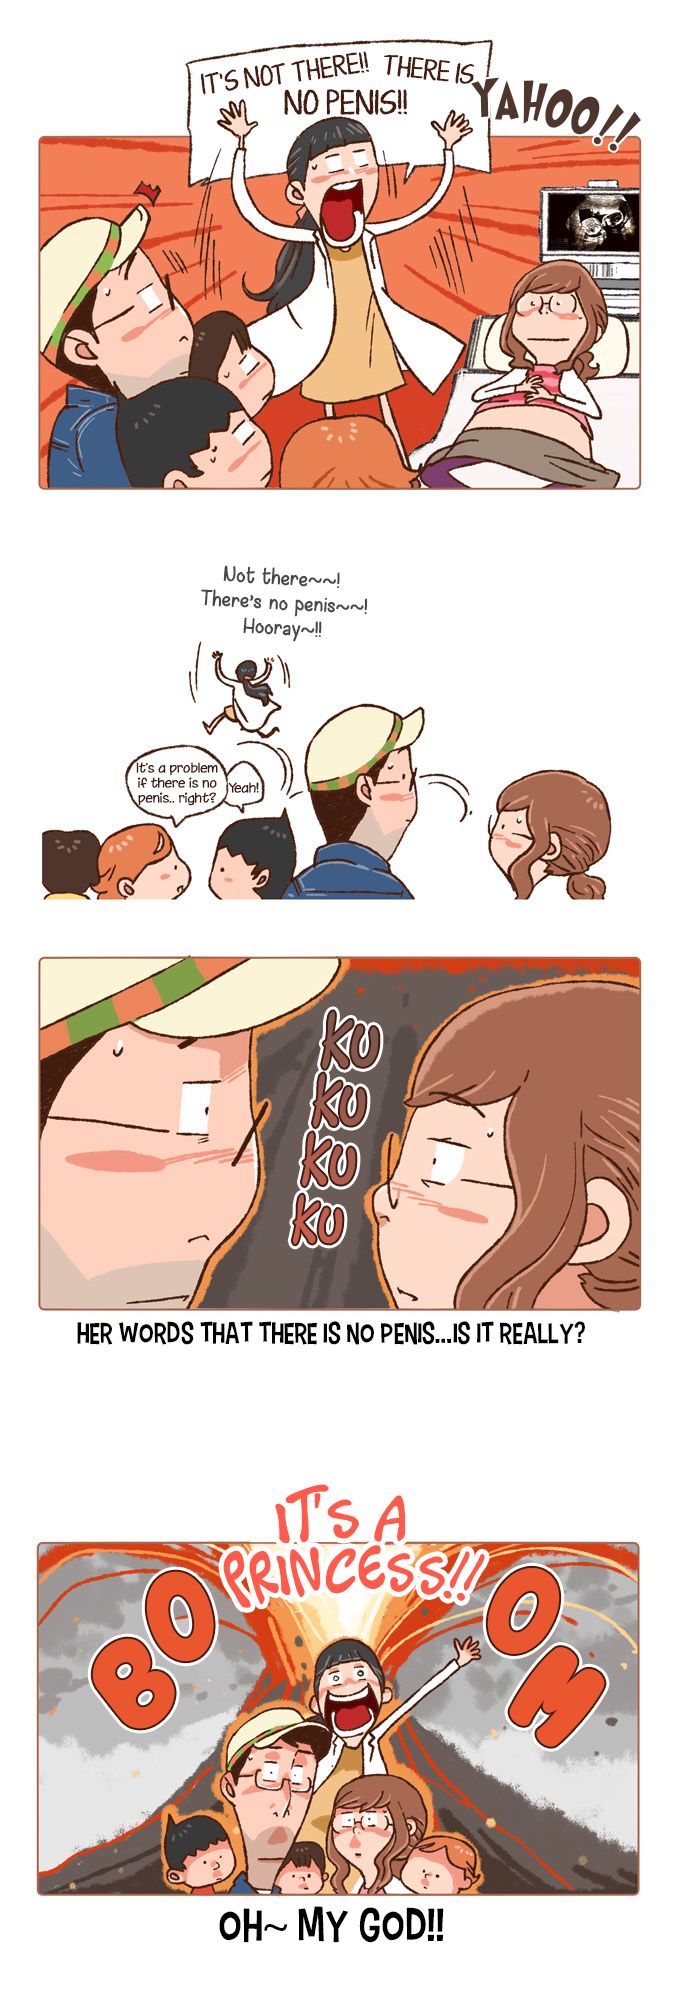 IT'S NOT THERE!! THERE IS
NO PENIS!!
YAHOO!!
Not there~~!
There's no penis~~!
Hooray~!!
It's a problem
if there is no
penis.. right?
Yeah!
KU
KU
KU
KU
HER WORDS THAT THERE IS NO PENIS...IS IT REALLY?
IT'S A
PRINCESS!!
BO
OM
OH~ MY GOD!!